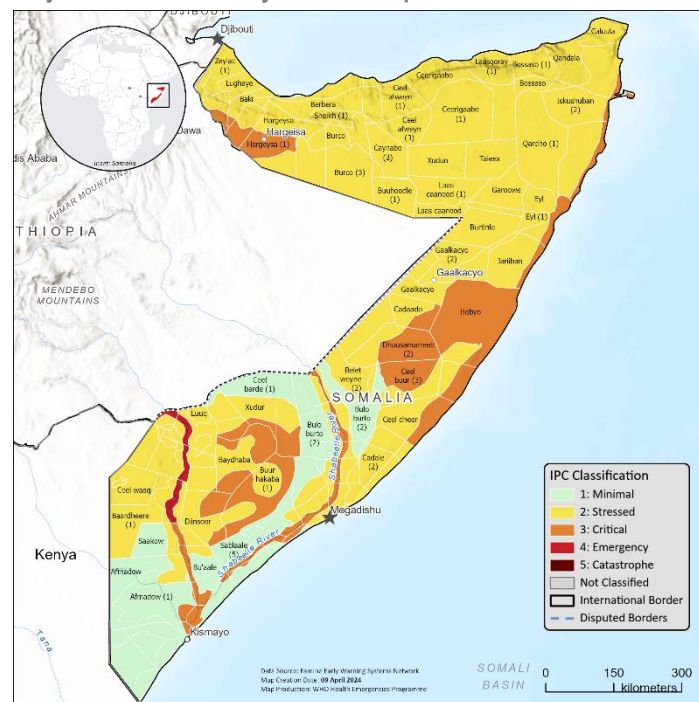 DJIBOUTI
Djibouti
Zeylac
(1)
Lughaye
Baki
Berbera
Sheikh (1)
Hargeysa
Hargeisa
Hargeysa (1)
Burco
Burco (3)
Ceel
afweyn
(1)
Ceel
afweyn
(3)
Caynabo
(2)
Buuhoodle
(1)
Ceerigaabo
Ceerigaabo
(1)
Laasqoray
(1)
Bossaso (1)
Bossaso
Qandala
Caluula
Iskushuban
(2)
Qardho (1)
Xudun
Taleex
Laas
caanood (1)
Laas caanood
Garoowe
Eyl
Eyl (1)
Burtinle
Jariiban
Gaalkacyo
(2)
Gaalkacyo
Gaalkacyo
Cadaado
Hobyo
Dhuusamarreeb
(2)
Ceel
buur (3)
Belet
weyne
(2)
SOMALIA
Ceel
barde (1)
Bulo
burto
(2)
Bulo
burto
(2)
Ceel dheer
Cadale
(2)
Luuq
Xudur
Baydhaba
Buur
hakaba
(1)
Ceel waaq
Baardheere
(1)
Diinsoor
Saakow
Sablaale
(5)
Bu'aale
Afmadow
Afmadow (1)
Shabeelle River
Shabeelle River
Mogadishu
Kismayo
Kenya
Tana
Dawa
dis Ababa
AHMAR MOUNTAINS
THIOPIA
MENDEBO
MOUNTAINS
Inset: Somalia
IPC Classification
1: Minimal
2: Stressed
3: Critical
4: Emergency
5: Catastrophe
Not Classified
International Border
Disputed Borders
Data Source: Famine Early Warning Systems Network
Map Creation Date: 09 April 2024
Map Production: WHO Health Emergencies Programme
SOMALI
BASIN
0 150 300
kilometers